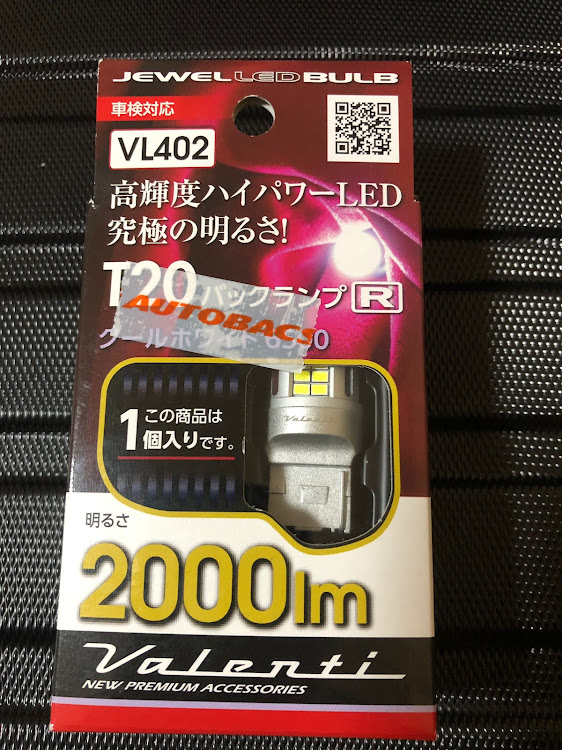 JEWEL LED BULB
車検対応
VL402
高輝度ハイパワーLED
究極の明るさ!
T20 バックランプ R
AUTOBACS
クールホワイト
Valenti
この商品は
1個入りです。
明るさ
2000lm
Valenti
NEW PREMIUM ACCESSORIES